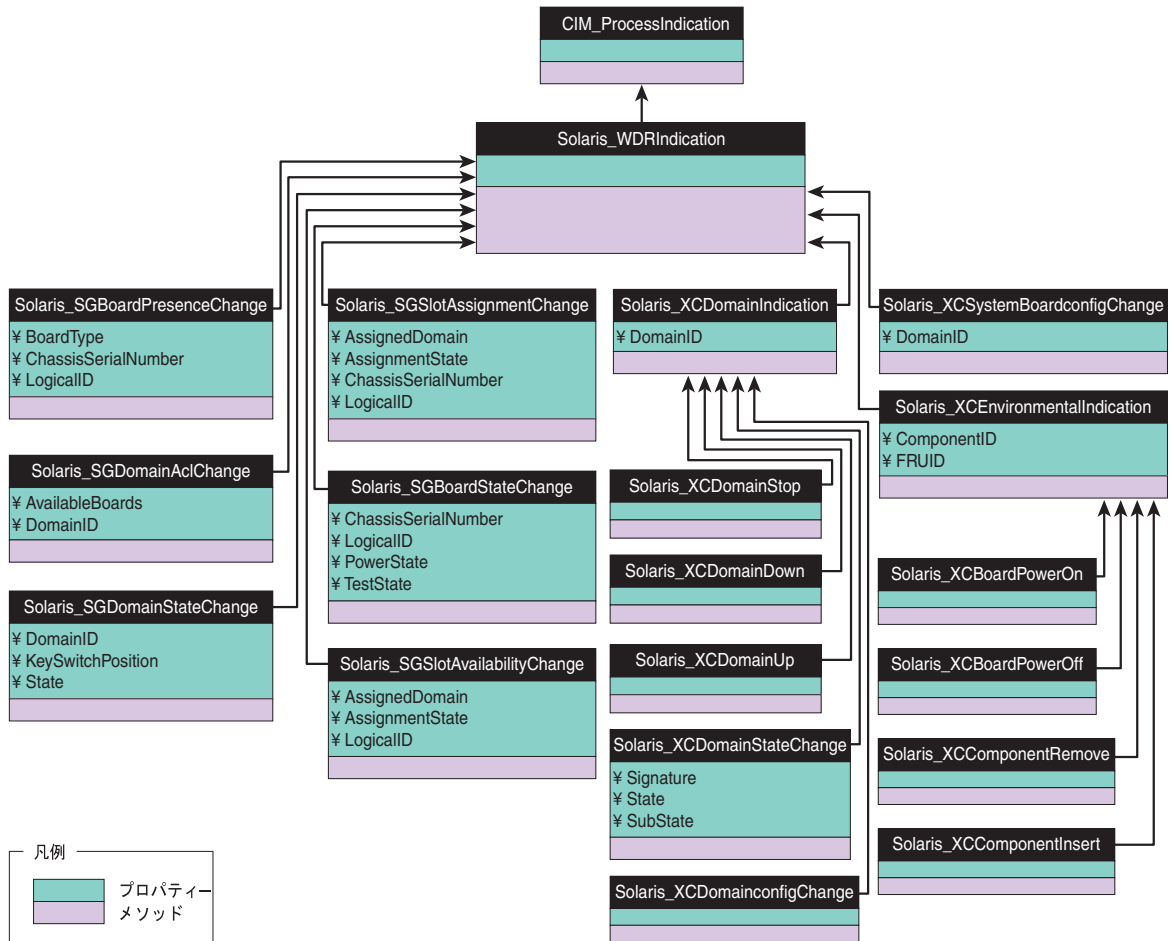 CIM_ProcessIndication
Solaris_WDRIndication
Solaris_SGBoardPresenceChange
¥ BoardType
¥ ChassisSerialNumber
¥ LogicalID
Solaris_SGDomainAclChange
¥ AvailableBoards
¥ DomainID
Solaris_SGDomainStateChange
¥ DomainID
¥ KeySwitchPosition
¥ State
Solaris_SGSlotAssignmentChange
¥ AssignedDomain
¥ AssignmentState
¥ ChassisSerialNumber
¥ LogicalID
Solaris_SGBoardStateChange
¥ ChassisSerialNumber
¥ LogicalID
¥ PowerState
¥ TestState
Solaris_SGSlotAvailabilityChange
¥ AssignedDomain
¥ AssignmentState
¥ LogicalID
Solaris_XCDomainIndication
¥ DomainID
Solaris_XCDomainStop
Solaris_XCDomainDown
Solaris_XCDomainUp
Solaris_XCDomainStateChange
¥ Signature
¥ State
¥ SubState
Solaris_XCDomainconfigChange
Solaris_XCSystemBoardconfigChange
¥ DomainID
Solaris_XCEnvironmentalIndication
¥ ComponentID
¥ FRUID
Solaris_XCBoardPowerOn
Solaris_XCBoardPowerOff
Solaris_XCComponentRemove
Solaris_XCComponentInsert
凡例
プロパティー
メソッド